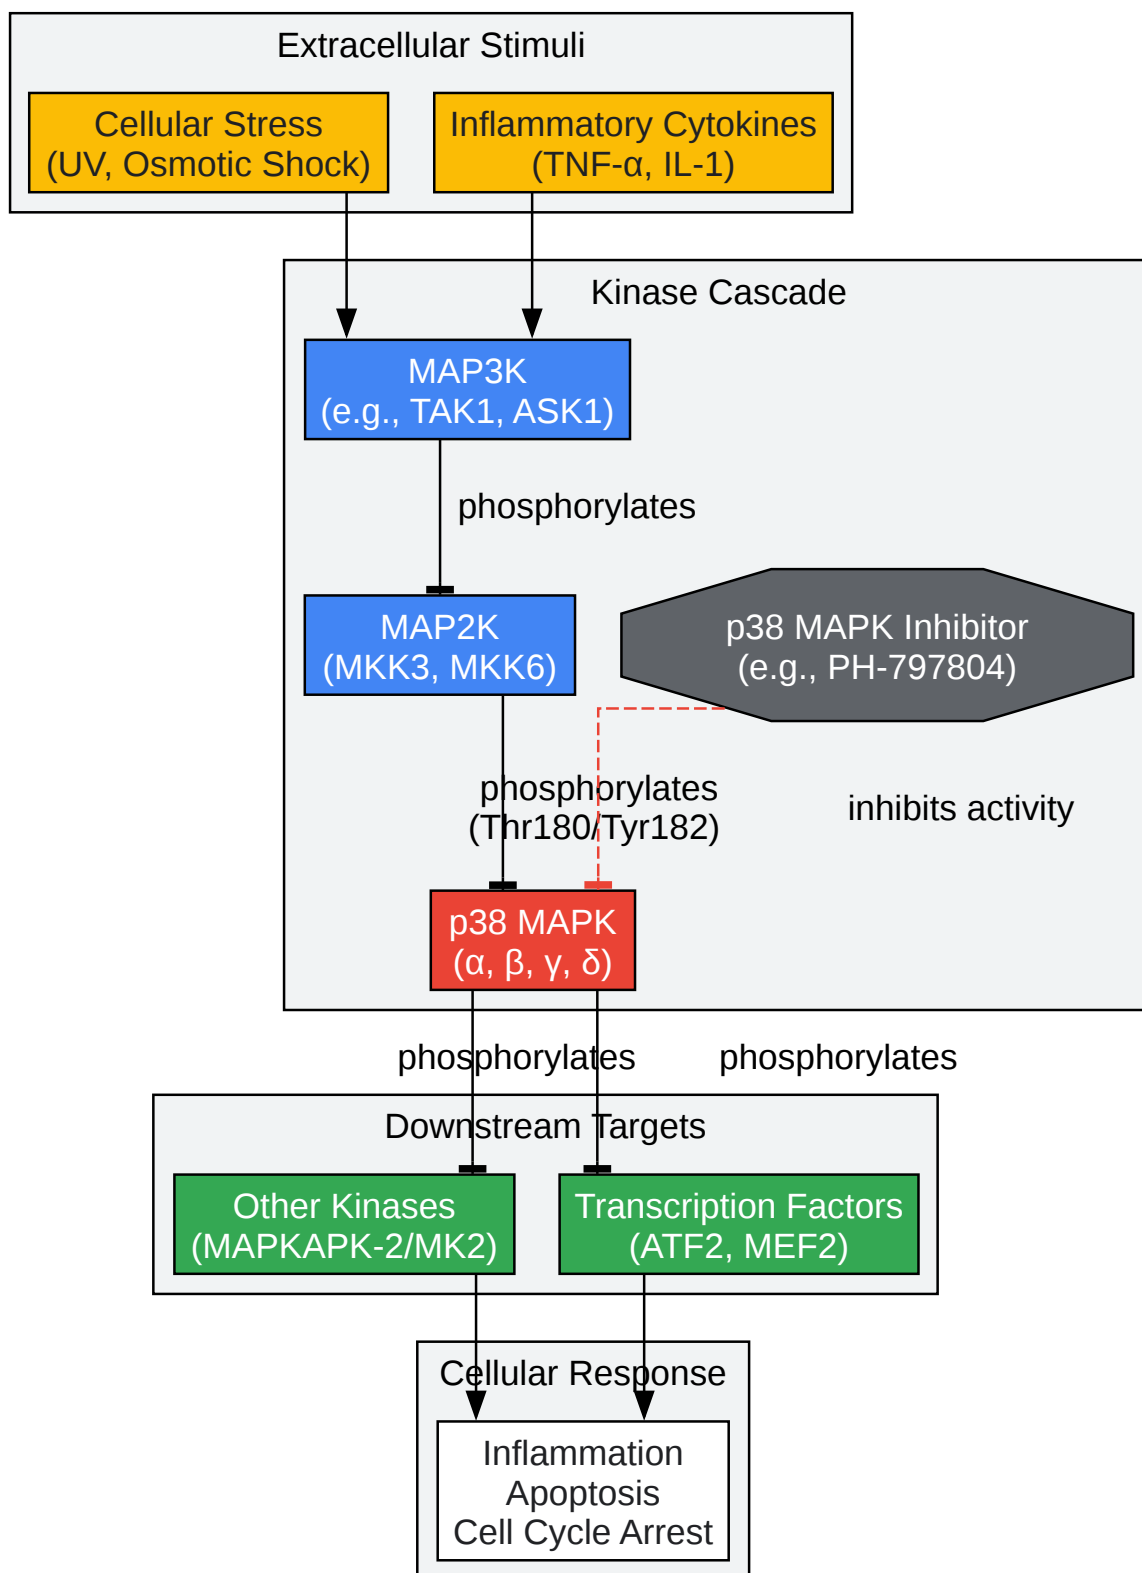 Extracellular Stimuli
Cellular Stress
(UV, Osmotic Shock)
Inflammatory Cytokines
(TNF-α, IL-1)
Kinase Cascade
MAP3K
(e.g., TAK1, ASK1)
phosphorylates
MAP2K
(MKK3, MKK6)
p38 MAPK Inhibitor
(e.g., PH-797804)
phosphorylates
(Thr180/Tyr182)
inhibits activity
p38 MAPK
(α, β, γ, δ)
phosphorylates
phosphorylates
Downstream Targets
Other Kinases
(MAPKAPK-2/MK2)
Transcription Factors
(ATF2, MEF2)
Cellular Response
Inflammation
Apoptosis
Cell Cycle Arrest